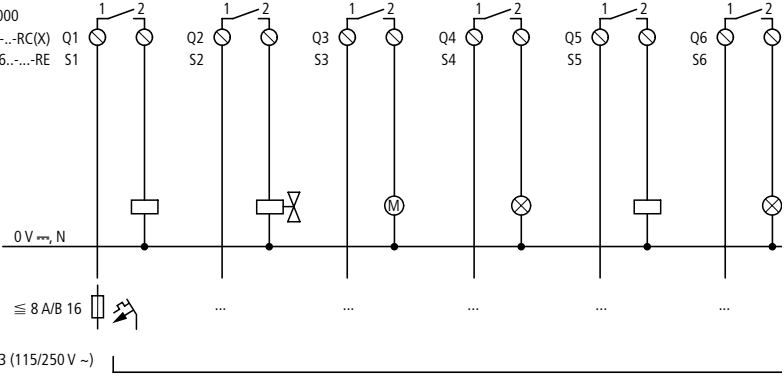 000
1 2 1 2 1 2 1 2 1 2 1 2
-..-RC(X) Q1 Q2 Q3 Q4 Q5 Q6
6..-...-RE S1 S2 S3 S4 S5 S6
M
0 V ⎓, N
≦ 8 A/B 16 ... ... ... ... ...
3 (115/250 V ~)